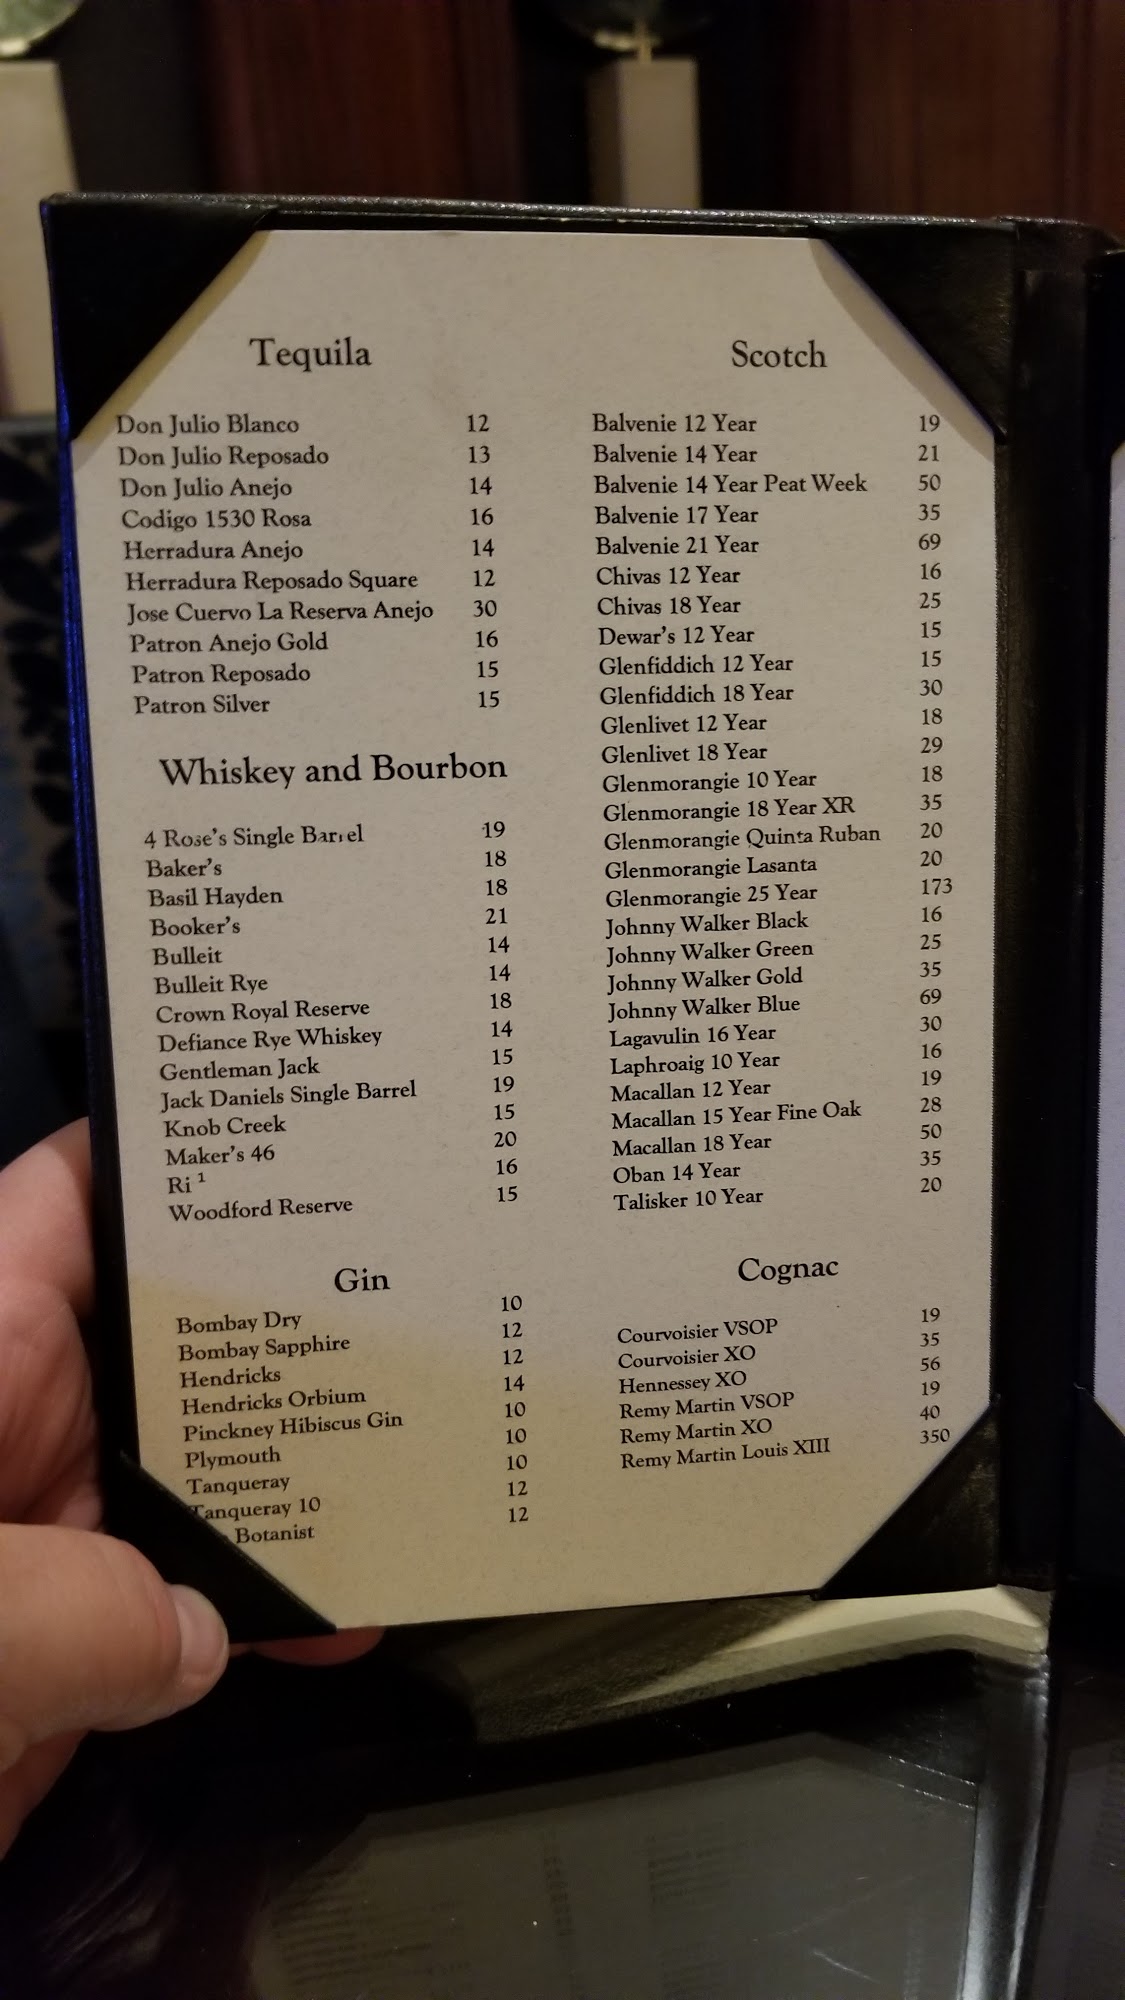 Tequila
Don Julio Blanco 12
Don Julio Reposado 13
Don Julio Anejo 14
Codigo 1530 Rosa 16
Herradura Anejo 14
Herradura Reposado Square 12
Jose Cuervo La Reserva Anejo 30
Patron Anejo Gold 16
Patron Reposado 15
Patron Silver 15
Whiskey and Bourbon
4 Rose's Single Barrel 19
Baker's 18
Basil Hayden 18
Booker's 21
Bulleit 14
Bulleit Rye 14
Crown Royal Reserve 18
Defiance Rye Whiskey 14
Gentleman Jack 15
Jack Daniels Single Barrel 19
Knob Creek 15
Maker's 46 20
Ri ¹ 16
Woodford Reserve 15
Gin
Bombay Dry 10
Bombay Sapphire 12
Hendricks 12
Hendricks Orbium 14
Pinckney Hibiscus Gin 10
Plymouth 10
Tanqueray 10
Tanqueray 10 12
Botanist 12
Scotch
Balvenie 12 Year 19
Balvenie 14 Year 21
Balvenie 14 Year Peat Week 50
Balvenie 17 Year 35
Balvenie 21 Year 69
Chivas 12 Year 16
Chivas 18 Year 25
Dewar's 12 Year 15
Glenfiddich 12 Year 15
Glenfiddich 18 Year 30
Glenlivet 12 Year 18
Glenlivet 18 Year 29
Glenmorangie 10 Year 18
Glenmorangie 18 Year XR 35
Glenmorangie Quinta Ruban 20
Glenmorangie Lasanta 20
Glenmorangie 25 Year 173
Johnny Walker Black 16
Johnny Walker Green 25
Johnny Walker Gold 35
Johnny Walker Blue 69
Lagavulin 16 Year 30
Laphroaig 10 Year 16
Macallan 12 Year 19
Macallan 15 Year Fine Oak 28
Macallan 18 Year 50
Oban 14 Year 35
Talisker 10 Year 20
Cognac
Courvoisier VSOP 19
Courvoisier XO 35
Hennessey XO 56
Remy Martin VSOP 19
Remy Martin XO 40
Remy Martin Louis XIII 350